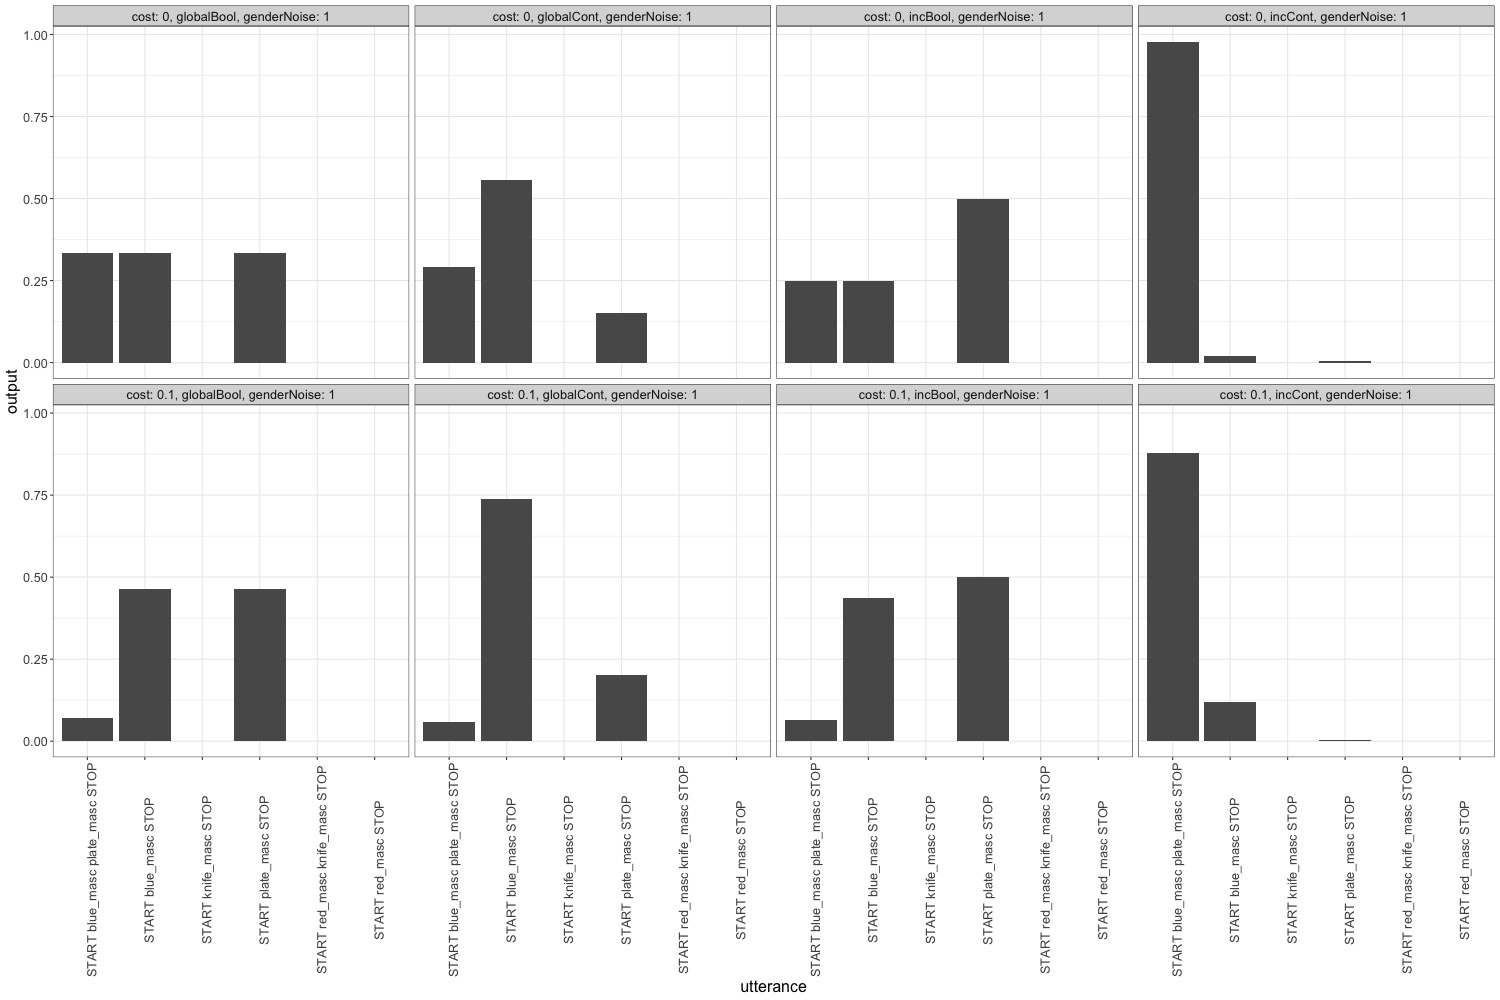 cost: 0, globalBool, genderNoise: 1
cost: 0, globalCont, genderNoise: 1
cost: 0, incBool, genderNoise: 1
cost: 0, incCont, genderNoise: 1
1.00
0.75
0.50
0.25
0.00
output
cost: 0.1, globalBool, genderNoise: 1
cost: 0.1, globalCont, genderNoise: 1
cost: 0.1, incBool, genderNoise: 1
cost: 0.1, incCont, genderNoise: 1
1.00
0.75
0.50
0.25
0.00
START blue_masc plate_masc STOP
START blue_masc STOP
START knife_masc STOP
START plate_masc STOP
START red_masc knife_masc STOP
START red_masc STOP
START blue_masc plate_masc STOP
START blue_masc STOP
START knife_masc STOP
START plate_masc STOP
START red_masc knife_masc STOP
START red_masc STOP
START blue_masc plate_masc STOP
START blue_masc STOP
START knife_masc STOP
START plate_masc STOP
START red_masc knife_masc STOP
START red_masc STOP
START blue_masc plate_masc STOP
START blue_masc STOP
START knife_masc STOP
START plate_masc STOP
START red_masc knife_masc STOP
START red_masc STOP
utterance